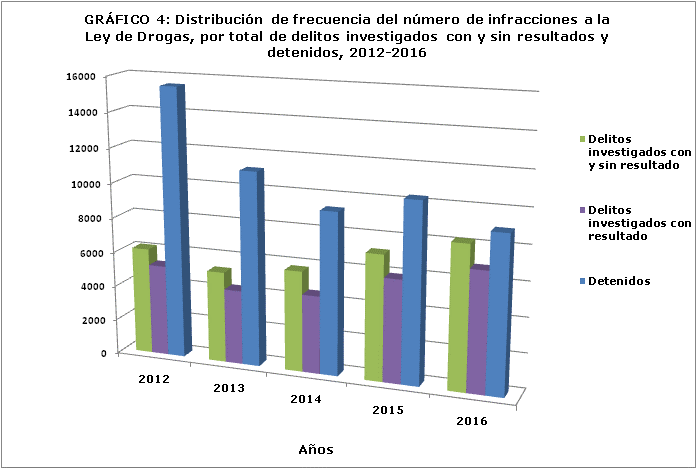 GRÁFICO 4: Distribución de frecuencia del número de infracciones a la
Ley de Drogas, por total de delitos investigados con y sin resultados y
detenidos, 2012-2016
16000
14000
12000
10000
8000
6000
4000
2000
0
2012
2013
2014
2015
2016
Años
Delitos
investigados con
y sin resultado
Delitos
investigados con
resultado
Detenidos